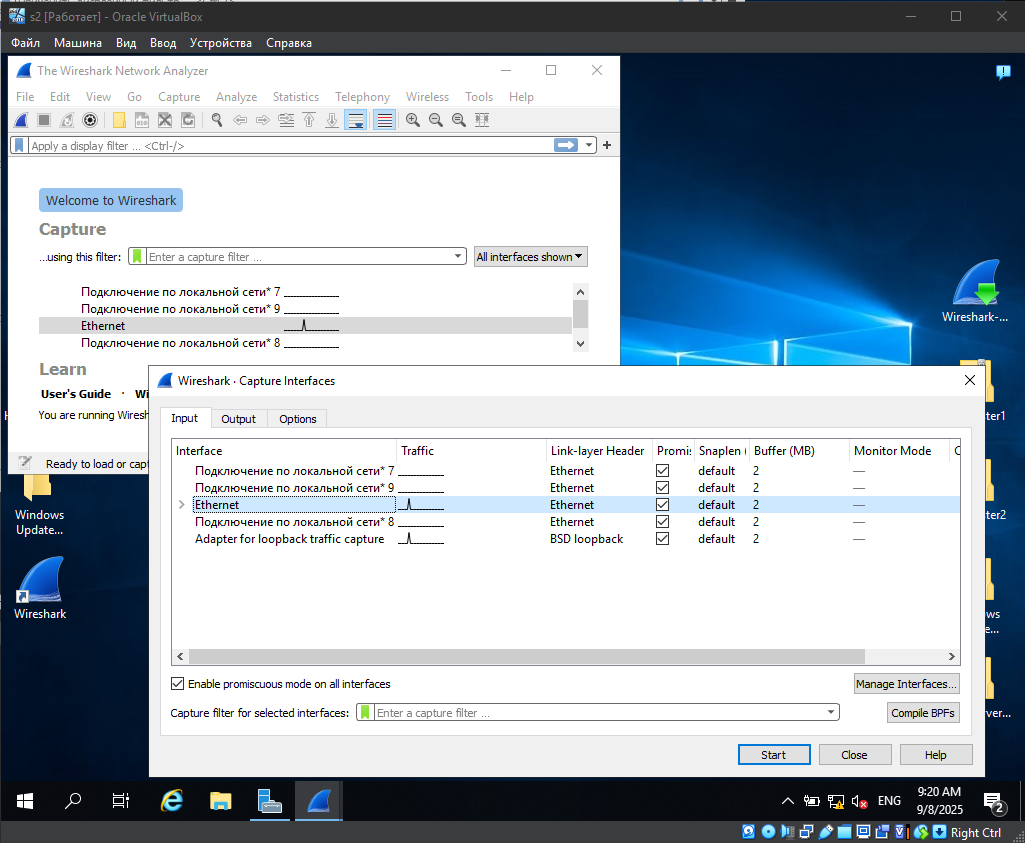 s2 [Работает] - Oracle VirtualBox
Файл Машина Вид Ввод Устройства Справка
The Wireshark Network Analyzer
File Edit View Go Capture Analyze Statistics Telephony Wireless Tools Help
Apply a display filter ... <Ctrl-/>
Welcome to Wireshark
Capture
...using this filter: Enter a capture filter ... All interfaces shown
Подключение по локальной сети* 7
Подключение по локальной сети* 9
Ethernet
Подключение по локальной сети* 8
Learn
User's Guide · Wi
You are running Wiresh
Ready to load or capt
Wireshark-...
ter1
ter2
ws
e...
rver...
Windows
Update...
Wireshark
Wireshark · Capture Interfaces
Input Output Options
Interface Traffic Link-layer Header Promis Snaplen ( Buffer (MB) Monitor Mode C
Подключение по локальной сети* 7 Ethernet default 2 —
Подключение по локальной сети* 9 Ethernet default 2 —
Ethernet Ethernet default 2 —
Подключение по локальной сети* 8 Ethernet default 2 —
Adapter for loopback traffic capture BSD loopback default 2 —
Enable promiscuous mode on all interfaces Manage Interfaces...
Capture filter for selected interfaces: Enter a capture filter ... Compile BPFs
Start Close Help
ENG
9:20 AM
9/8/2025
2
Right Ctrl